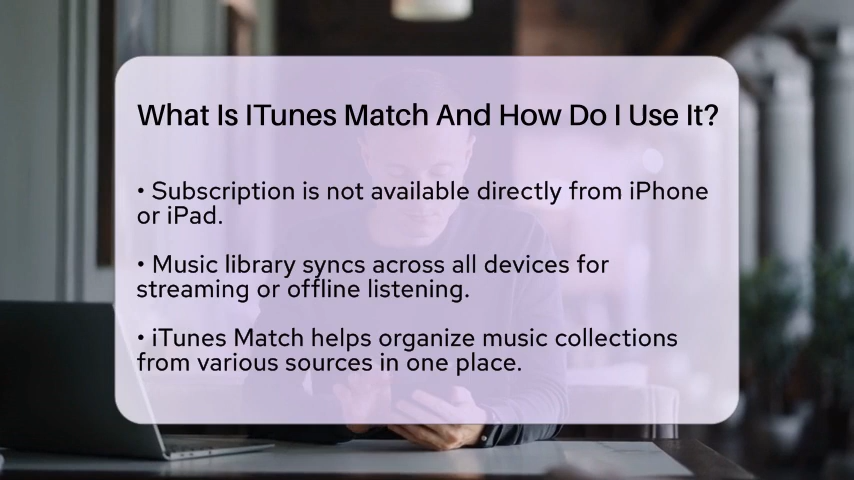 What Is ITunes Match And How Do I Use It?
• Subscription is not available directly from iPhone
or iPad.
• Music library syncs across all devices for
streaming or offline listening.
• iTunes Match helps organize music collections
from various sources in one place.